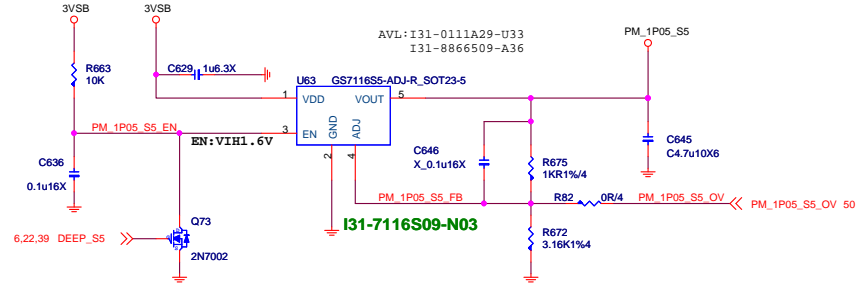 3VSB
3VSB
AVL:I31-0111A29-U33
I31-8866509-A36
PM_1P05_S5
R663
10K
C629
1u6.3X
U63
GS7116S5-ADJ-R_SOT23-5
1
VDD
VOUT
5
PM_1P05_S5_EN
3
EN
GND
ADJ
EN:VIH1.6V
2
4
C636
0.1u16X
C646
X_0.1u16X
R675
1KR1%/4
C645
C4.7u10X6
PM_1P05_S5_FB
R82
0R/4
PM_1P05_S5_OV
PM_1P05_S5_OV 50
I31-7116S09-N03
Q73
2N7002
6,22,39 DEEP_S5
R672
3.16K1%4